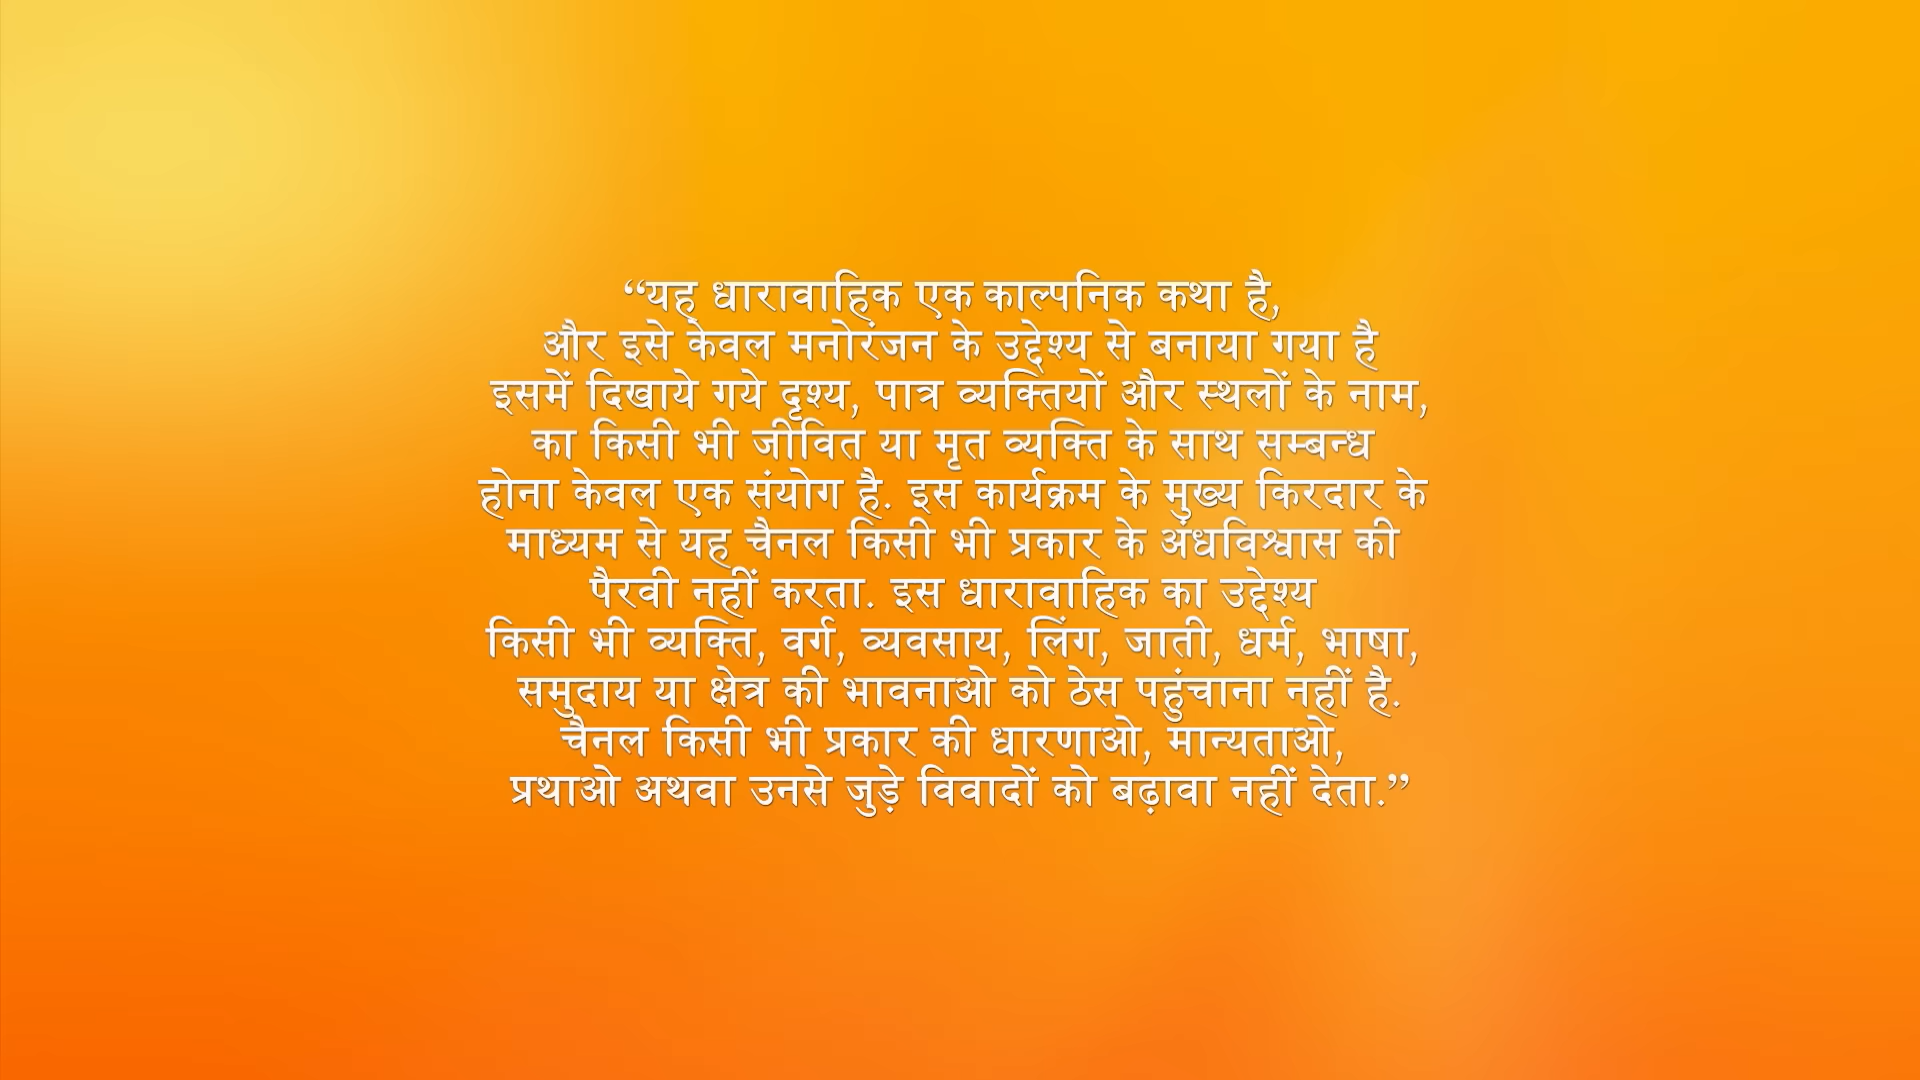 “यह धारावाहिक एक काल्पनिक कथा है,
और इसे केवल मनोरंजन के उद्देश्य से बनाया गया है
इसमें दिखाये गये दृश्य, पात्र व्यक्तियों और स्थलों के नाम,
का किसी भी जीवित या मृत व्यक्ति के साथ सम्बन्ध
होना केवल एक संयोग है. इस कार्यक्रम के मुख्य किरदार के
माध्यम से यह चैनल किसी भी प्रकार के अंधविश्वास की
पैरवी नहीं करता. इस धारावाहिक का उद्देश्य
किसी भी व्यक्ति, वर्ग, व्यवसाय, लिंग, जाती, धर्म, भाषा,
समुदाय या क्षेत्र की भावनाओ को ठेस पहुंचाना नहीं है.
चैनल किसी भी प्रकार की धारणाओ, मान्यताओ,
प्रथाओ अथवा उनसे जुड़े विवादों को बढ़ावा नहीं देता.”